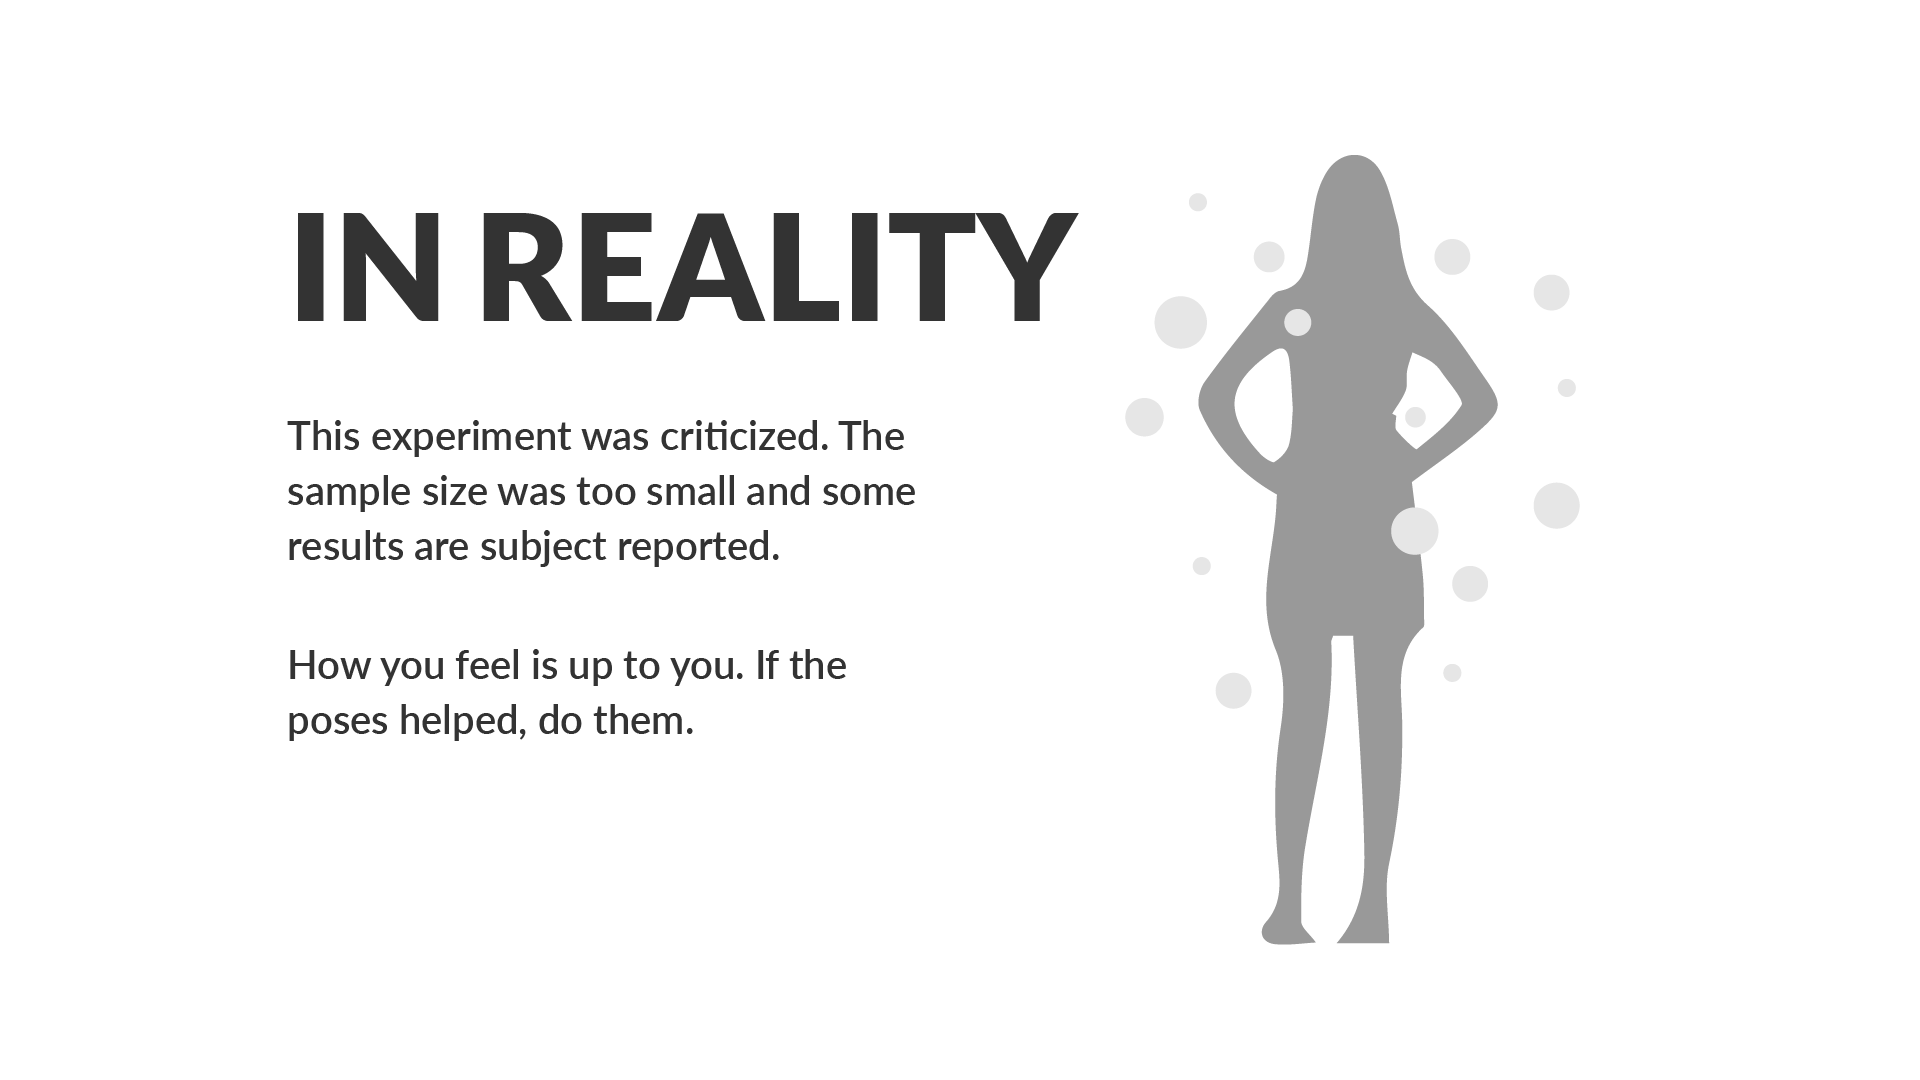 IN REALITY
This experiment was criticized. The
sample size was too small and some
results are subject reported.
How you feel is up to you. If the
poses helped, do them.